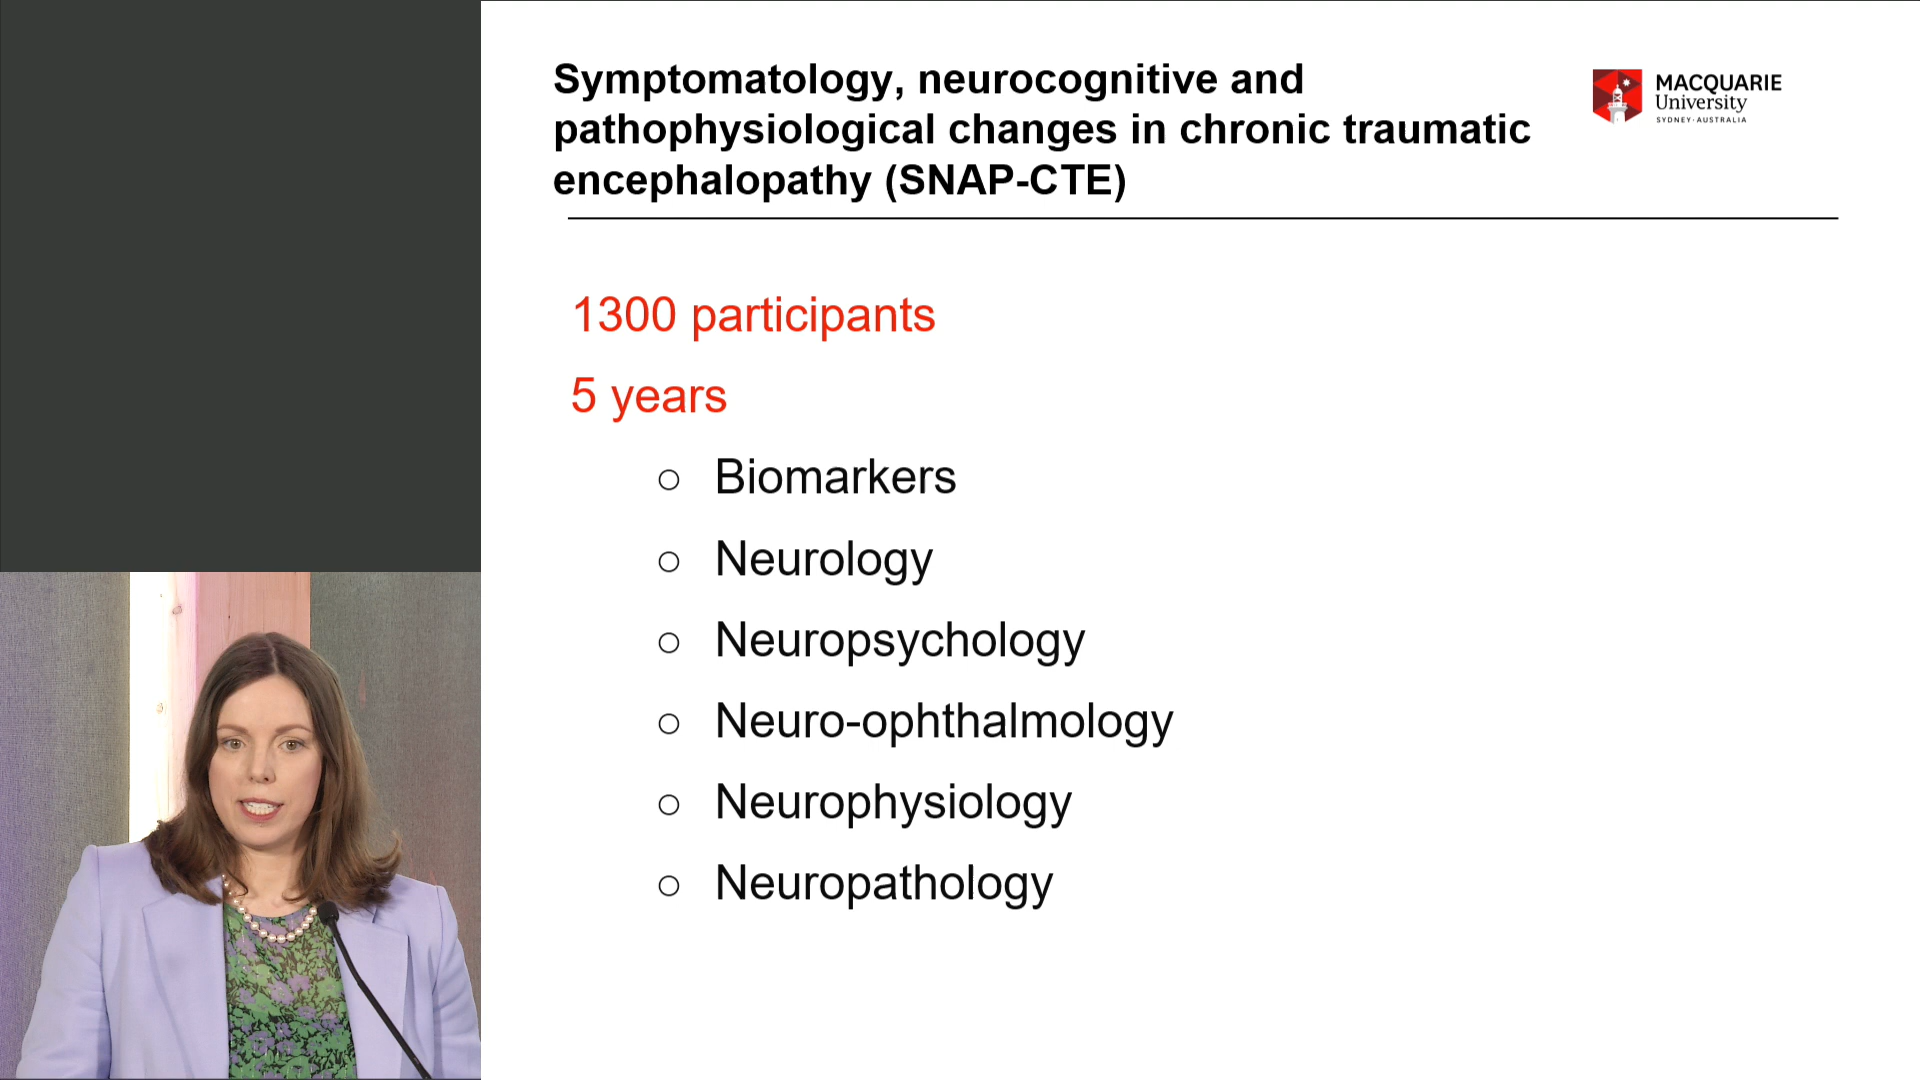 Symptomatology, neurocognitive and
pathophysiological changes in chronic traumatic
encephalopathy (SNAP-CTE)
MACQUARIE
University
SYDNEY·AUSTRALIA
1300 participants
5 years
○ Biomarkers
○ Neurology
○ Neuropsychology
○ Neuro-ophthalmology
○ Neurophysiology
○ Neuropathology